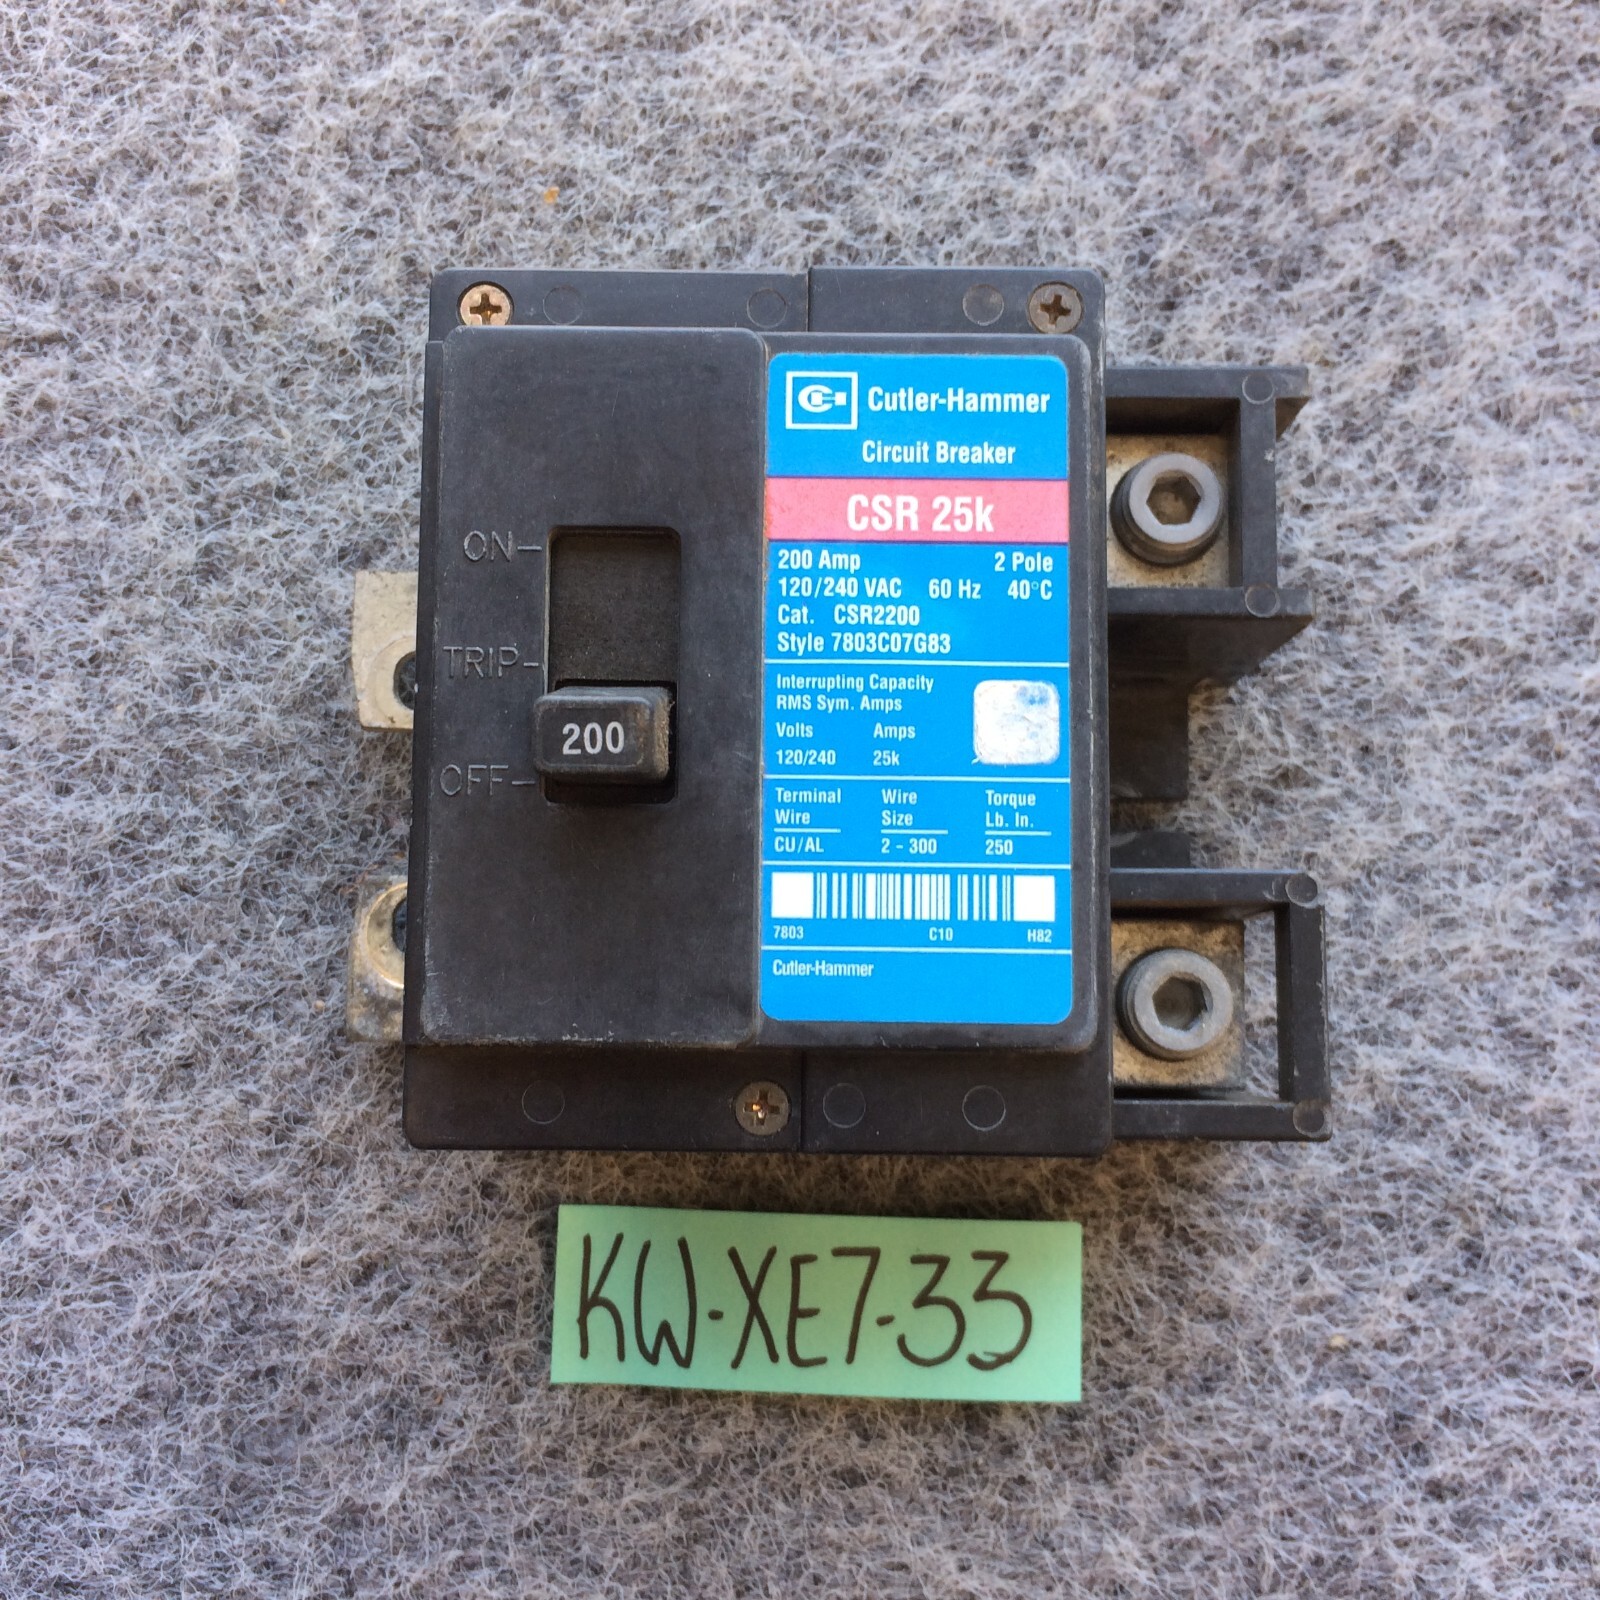 Cutler-Hammer
Circuit Breaker
CSR 25k
200 Amp 2 Pole
120/240 VAC 60 Hz 40°C
Cat. CSR2200
Style 7803C07G83
Interrupting Capacity
RMS Sym. Amps
Volts Amps
120/240 25k
Terminal Wire Torque
Wire Size Lb. In.
CU/AL 2 - 300 250
7803 C10 H82
Cutler-Hammer
ON-
TRIP-
200
OFF-
KW-XE7-33